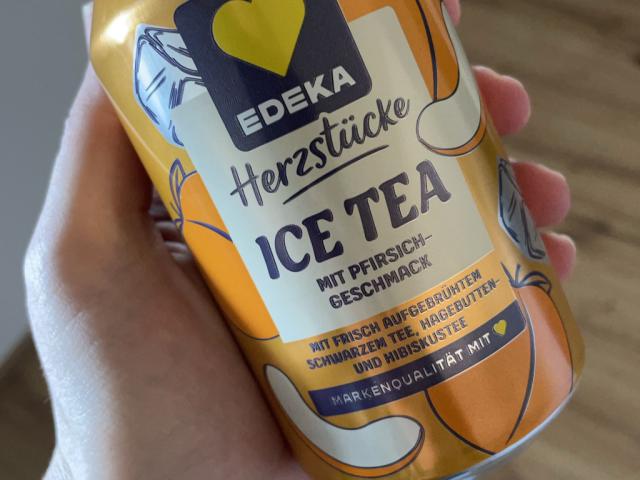 EDEKA
Herzstücke
ICE TEA
MIT PFIRSICH-
GESCHMACK
MIT FRISCH AUFGEBRÜHTEM
SCHWARZEM TEE, HAGEBUTTEN-
UND HIBISKUSTEE
MARKENQUALITÄT MIT